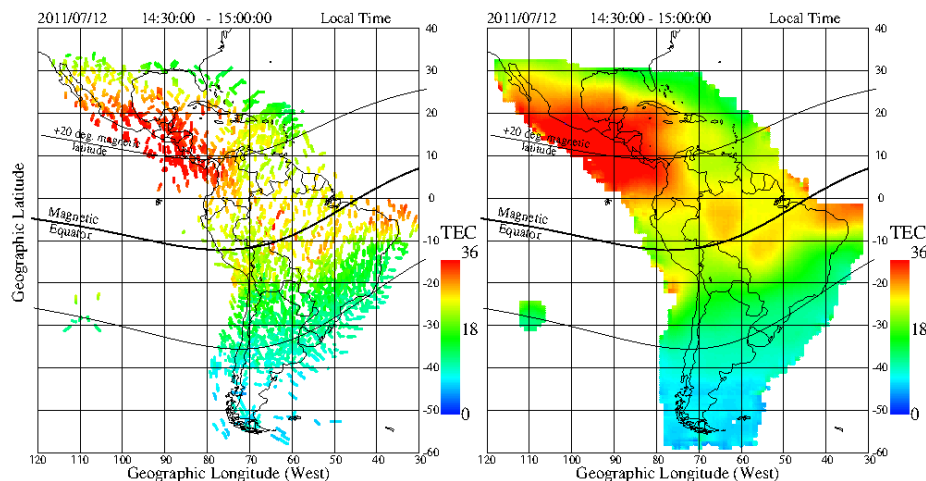 2011/07/12 14:30:00 - 15:00:00 Local Time
40
30
20
10
0
-10
-20
-30
-40
-50
-60
Geographic Latitude
+20 deg. magnetic
latitude
Magnetic
Equator
TEC
36
18
0
120 110 100 90 80 70 60 50 40 30
Geographic Longitude (West)
2011/07/12 14:30:00 - 15:00:00 Local Time
40
30
20
10
0
-10
-20
-30
-40
-50
-60
+20 deg. magnetic
latitude
Magnetic
Equator
TEC
36
18
0
120 110 100 90 80 70 60 50 40 30
Geographic Longitude (West)